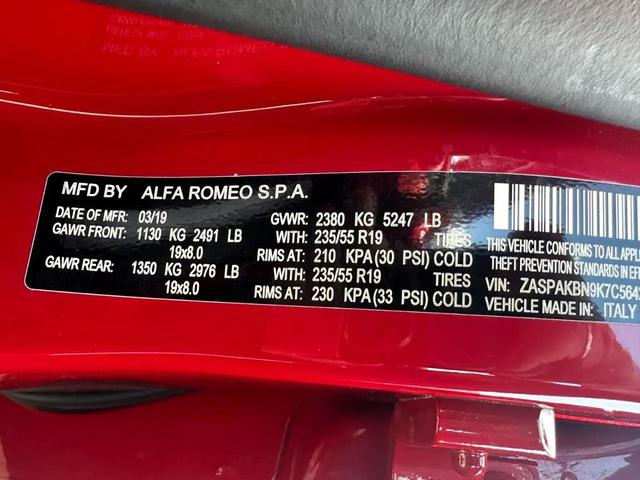 MFD BY ALFA ROMEO S.P.A.
DATE OF MFR: 03/19 GVWR: 2380 KG 5247 LB
GAWR FRONT: 1130 KG 2491 LB WITH: 235/55 R19 TIRES
19x8.0 RIMS AT: 210 KPA (30 PSI) COLD
GAWR REAR: 1350 KG 2976 LB WITH: 235/55 R19 TIRES
19x8.0 RIMS AT: 230 KPA (33 PSI) COLD
THIS VEHICLE CONFORMS TO ALL
THEFT PREVENTION STANDARDS IN
VIN: ZASPAKBN9K7C564
VEHICLE MADE IN: ITALY